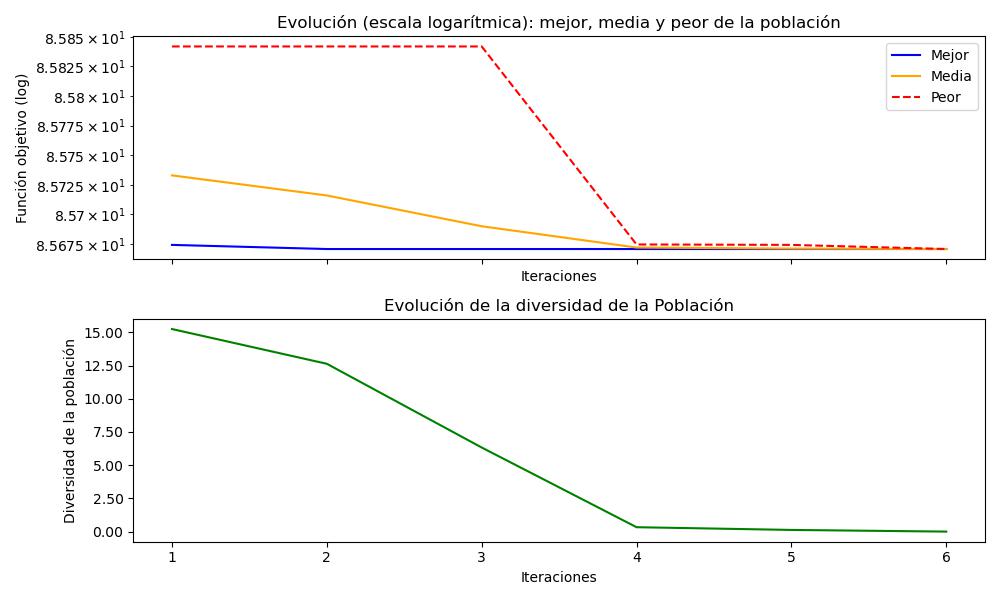 Evolución (escala logarítmica): mejor, media y peor de la población
Función objetivo (log)
8.585 × 10¹
8.5825 × 10¹
8.58 × 10¹
8.5775 × 10¹
8.575 × 10¹
8.5725 × 10¹
8.57 × 10¹
8.5675 × 10¹
Mejor
Media
Peor
Iteraciones
Evolución de la diversidad de la Población
Diversidad de la población
15.00
12.50
10.00
7.50
5.00
2.50
0.00
1 2 3 4 5 6
Iteraciones